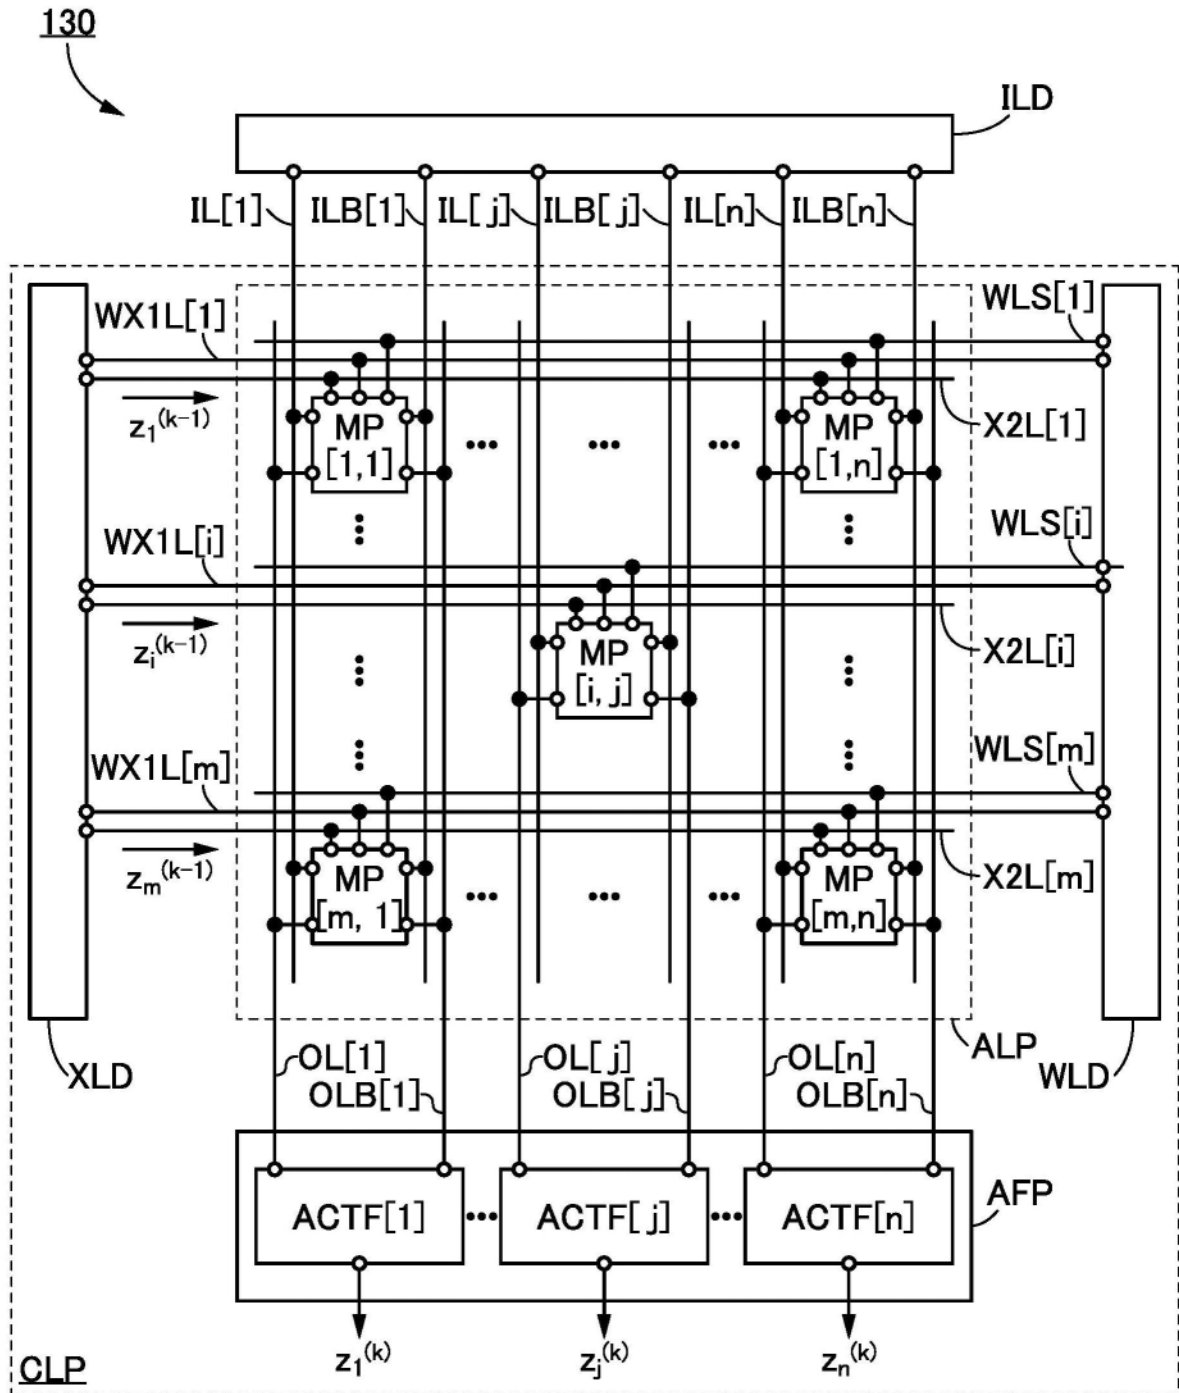 130
ILD
IL[1] ILB[1] IL[j] ILB[j] IL[n] ILB[n]
WX1L[1] WLS[1]
z₁⁽ᵏ⁻¹⁾ MP [1,1] ••• ••• ••• MP [1,n] X2L[1]
WX1L[i] WLS[i]
zᵢ⁽ᵏ⁻¹⁾ MP [i,j] X2L[i]
WX1L[m] WLS[m]
zₘ⁽ᵏ⁻¹⁾ MP [m, 1] ••• ••• ••• MP [m,n] X2L[m]
XLD ALP WLD
OL[1] OL[j] OL[n]
OLB[1] OLB[j] OLB[n]
AFP
ACTF[1] ••• ACTF[j] ••• ACTF[n]
z₁⁽ᵏ⁾ zⱼ⁽ᵏ⁾ zₙ⁽ᵏ⁾
CLP